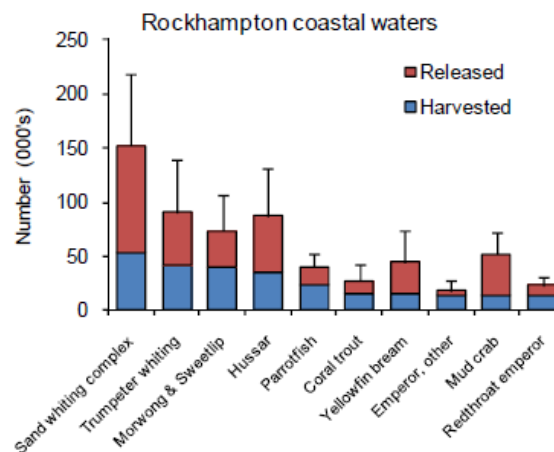 Rockhampton coastal waters
250
200
150
100
50
0
Number (000's)
Released
Harvested
Sand whiting complex
Trumpeter whiting
Morwong & Sweetlip
Hussar
Parrotfish
Coral trout
Yellowfin bream
Emperor, other
Mud crab
Redthroat emperor